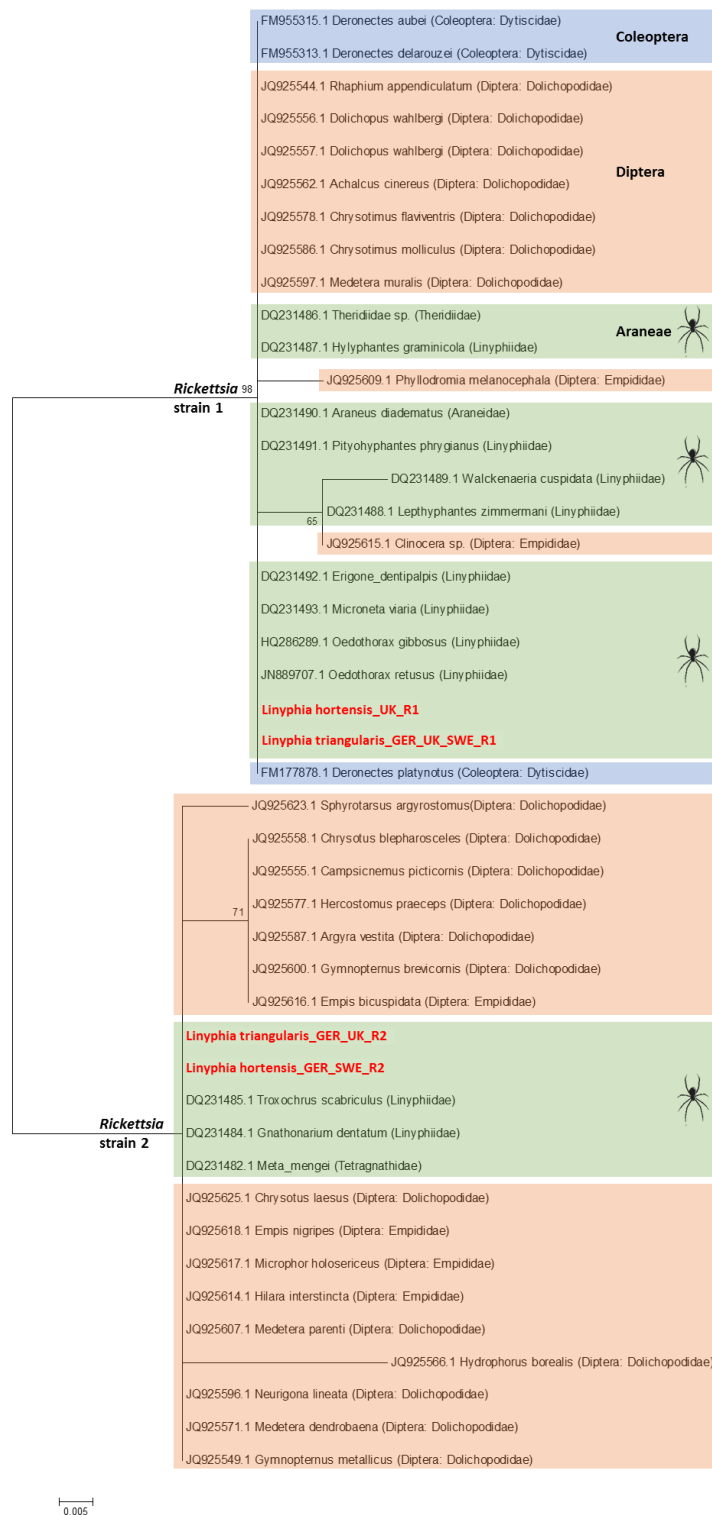 FM955315.1 Deronectes aubei (Coleoptera: Dytiscidae)
Coleoptera
FM955313.1 Deronectes delarouzei (Coleoptera: Dytiscidae)
JQ925544.1 Rhaphium appendiculatum (Diptera: Dolichopodidae)
JQ925556.1 Dolichopus wahlbergi (Diptera: Dolichopodidae)
JQ925557.1 Dolichopus wahlbergi (Diptera: Dolichopodidae)
Diptera
JQ925562.1 Achalcus cinereus (Diptera: Dolichopodidae)
JQ925578.1 Chrysotimus flaviventris (Diptera: Dolichopodidae)
JQ925586.1 Chrysotimus molliculus (Diptera: Dolichopodidae)
JQ925597.1 Medetera muralis (Diptera: Dolichopodidae)
DQ231486.1 Theridiidae sp. (Theridiidae)
Araneae
DQ231487.1 Hylyphantes graminicola (Linyphiidae)
JQ925609.1 Phyllodromia melanocephala (Diptera: Empididae)
Rickettsia 98
strain 1
DQ231490.1 Araneus diadematus (Araneidae)
DQ231491.1 Pityohyphantes phrygianus (Linyphiidae)
DQ231489.1 Walckenaeria cuspidata (Linyphiidae)
DQ231488.1 Lepthyphantes zimmermani (Linyphiidae)
65
JQ925615.1 Clinocera sp. (Diptera: Empididae)
DQ231492.1 Erigone_dentipalpis (Linyphiidae)
DQ231493.1 Microneta viaria (Linyphiidae)
HQ286289.1 Oedothorax gibbosus (Linyphiidae)
JN889707.1 Oedothorax retusus (Linyphiidae)
Linyphia hortensis_UK_R1
Linyphia triangularis_GER_UK_SWE_R1
FM177878.1 Deronectes platynotus (Coleoptera: Dytiscidae)
JQ925623.1 Sphyrotarsus argyrostomus(Diptera: Dolichopodidae)
JQ925558.1 Chrysotus blepharosceles (Diptera: Dolichopodidae)
JQ925555.1 Campsicnemus picticornis (Diptera: Dolichopodidae)
JQ925577.1 Hercostomus praeceps (Diptera: Dolichopodidae)
71
JQ925587.1 Argyra vestita (Diptera: Dolichopodidae)
JQ925600.1 Gymnopternus brevicornis (Diptera: Dolichopodidae)
JQ925616.1 Empis bicuspidata (Diptera: Empididae)
Linyphia triangularis_GER_UK_R2
Linyphia hortensis_GER_SWE_R2
DQ231485.1 Troxochrus scabriculus (Linyphiidae)
Rickettsia
strain 2
DQ231484.1 Gnathonarium dentatum (Linyphiidae)
DQ231482.1 Meta_mengei (Tetragnathidae)
JQ925625.1 Chrysotus laesus (Diptera: Dolichopodidae)
JQ925618.1 Empis nigripes (Diptera: Empididae)
JQ925617.1 Microphor holosericeus (Diptera: Empididae)
JQ925614.1 Hilara interstincta (Diptera: Empididae)
JQ925607.1 Medetera parenti (Diptera: Dolichopodidae)
JQ925566.1 Hydrophorus borealis (Diptera: Dolichopodidae)
JQ925596.1 Neurigona lineata (Diptera: Dolichopodidae)
JQ925571.1 Medetera dendrobaena (Diptera: Dolichopodidae)
JQ925549.1 Gymnopternus metallicus (Diptera: Dolichopodidae)
0.005